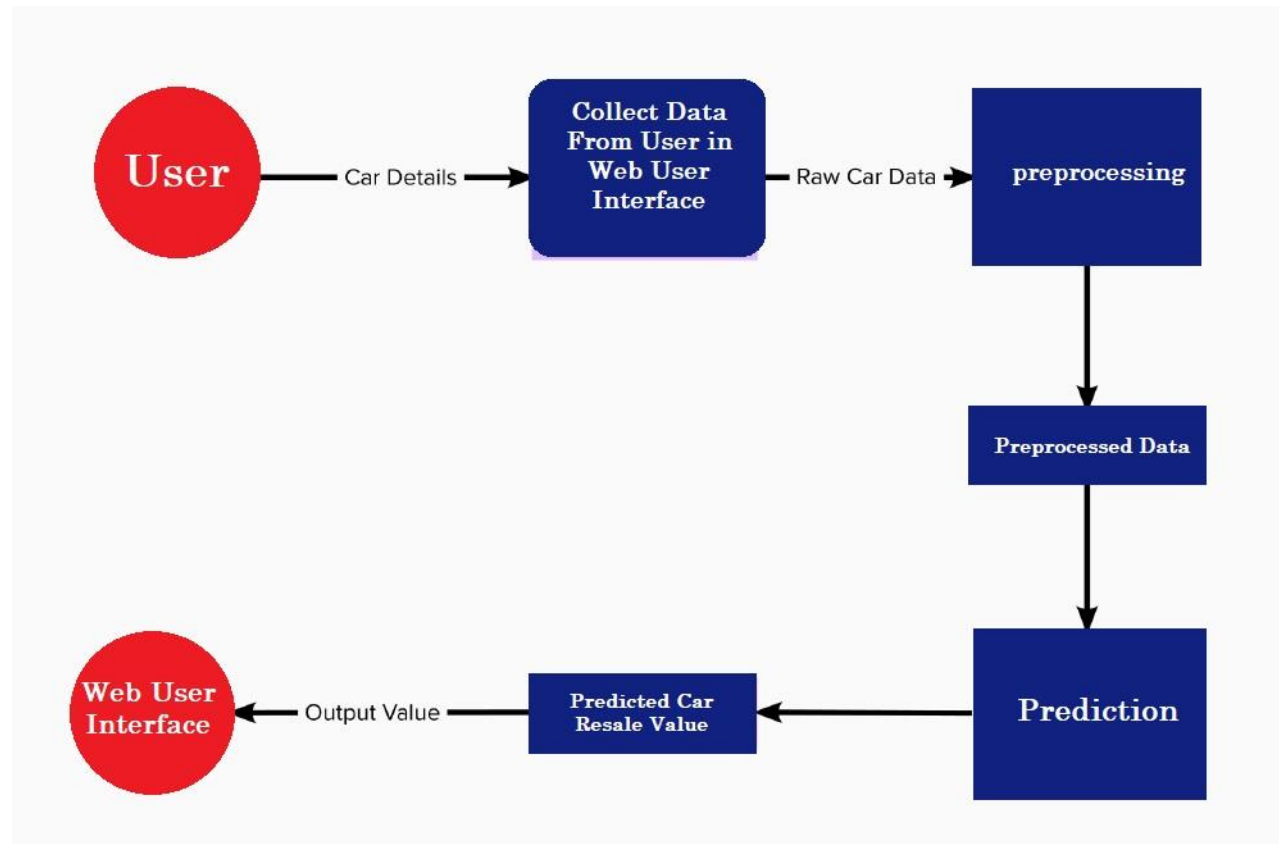 User
Car Details
Collect Data
From User in
Web User
Interface
Raw Car Data
preprocessing
Preprocessed Data
Prediction
Predicted Car
Resale Value
Output Value
Web User
Interface